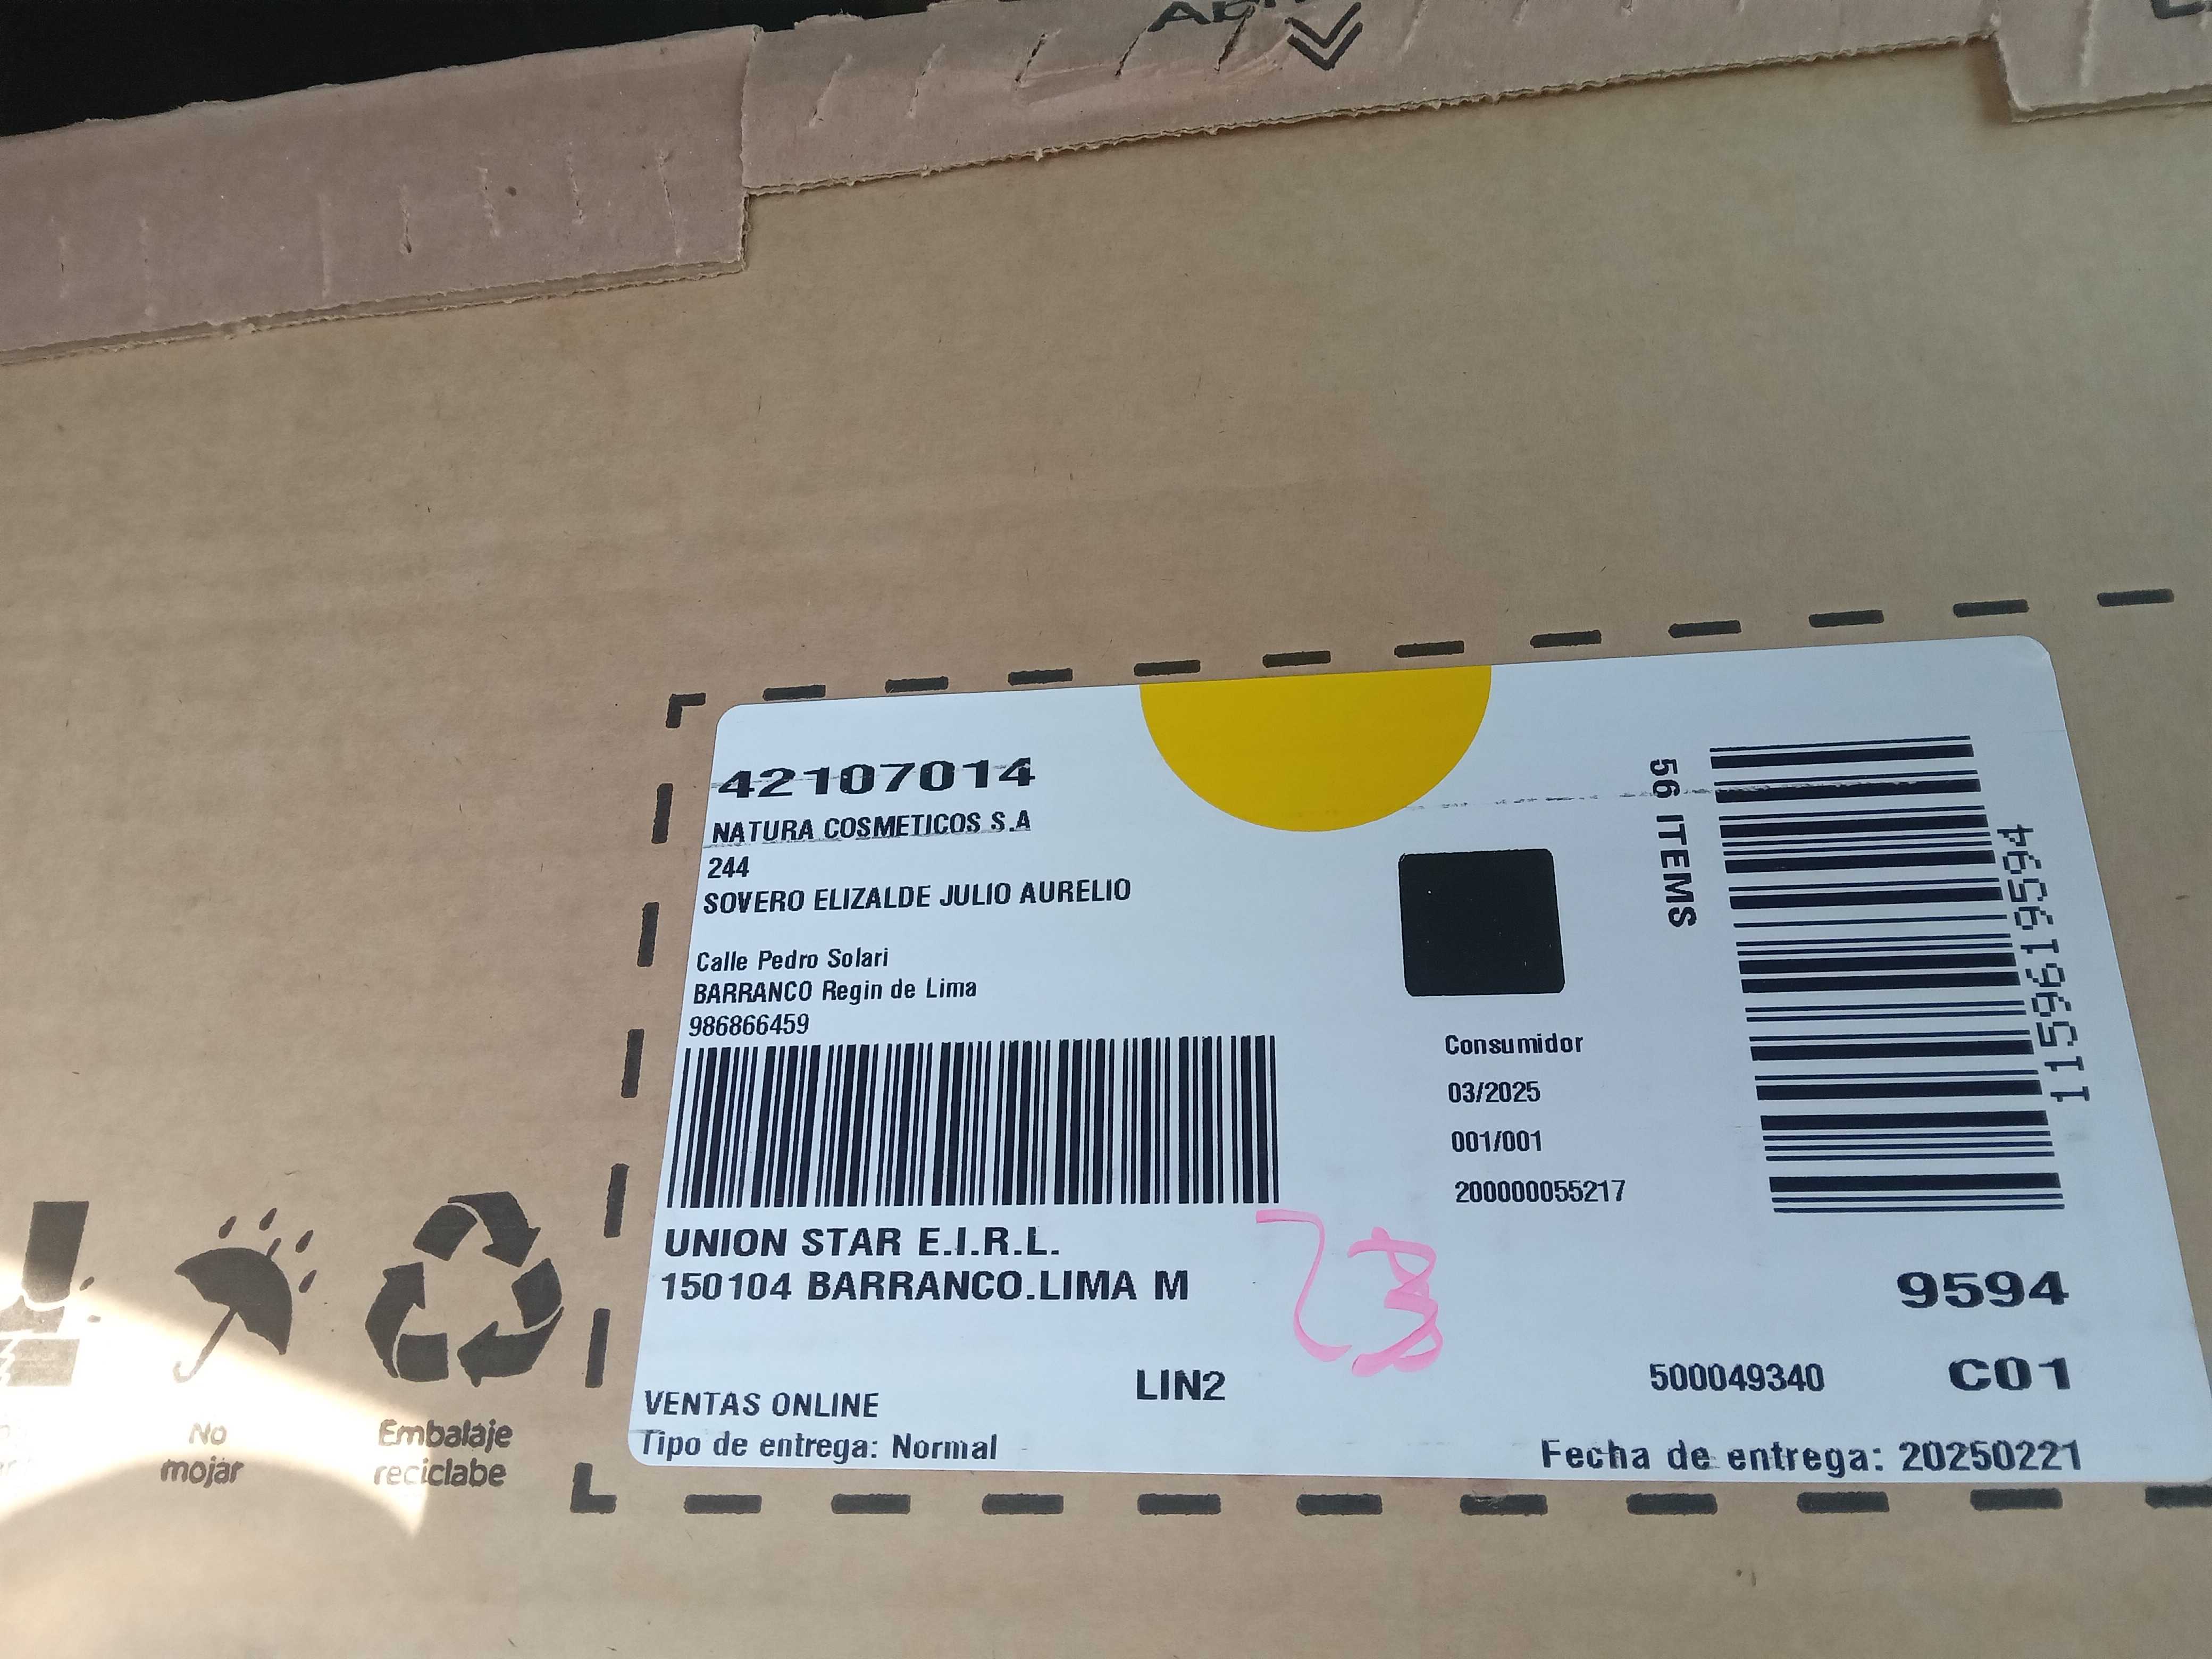 42107014
NATURA COSMETICOS S.A
244
SOVERO ELIZALDE JULIO AURELIO
Calle Pedro Solari
BARRANCO Regin de Lima
986866459
UNION STAR E.I.R.L.
150104 BARRANCO.LIMA M
VENTAS ONLINE
Tipo de entrega: Normal
LIN2
Consumidor
03/2025
001/001
200000055217
56 ITEMS
1159619594
9594
500049340 C01
Fecha de entrega: 20250221
No
mojar
Embalaje
reciclabe